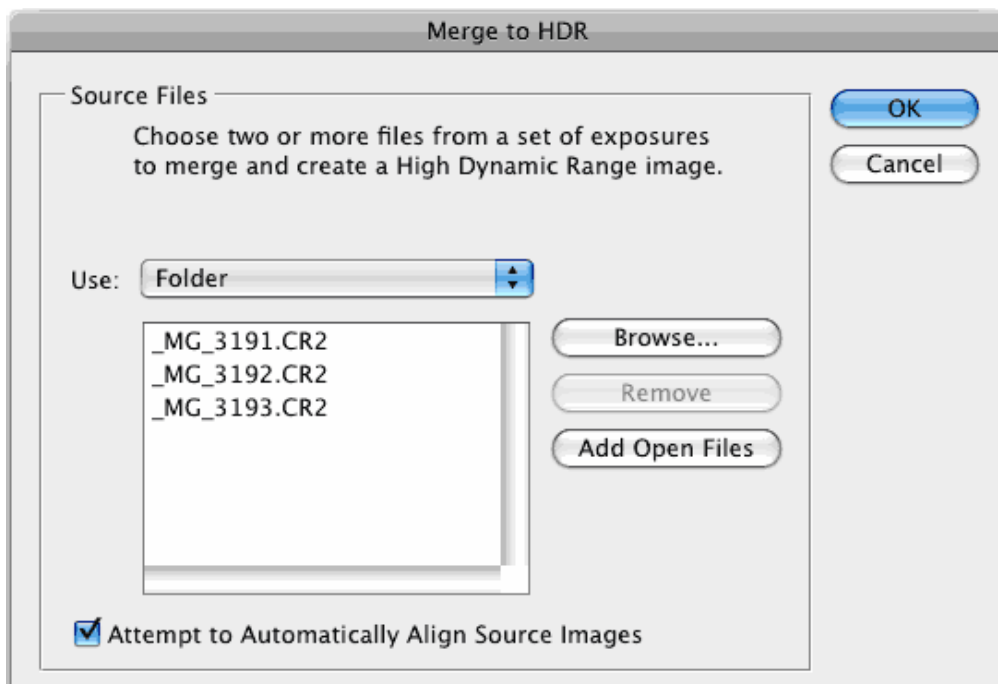 Merge to HDR
Source Files
Choose two or more files from a set of exposures
to merge and create a High Dynamic Range image.
OK
Cancel
Use: Folder
_MG_3191.CR2
_MG_3192.CR2
_MG_3193.CR2
Browse...
Remove
Add Open Files
Attempt to Automatically Align Source Images